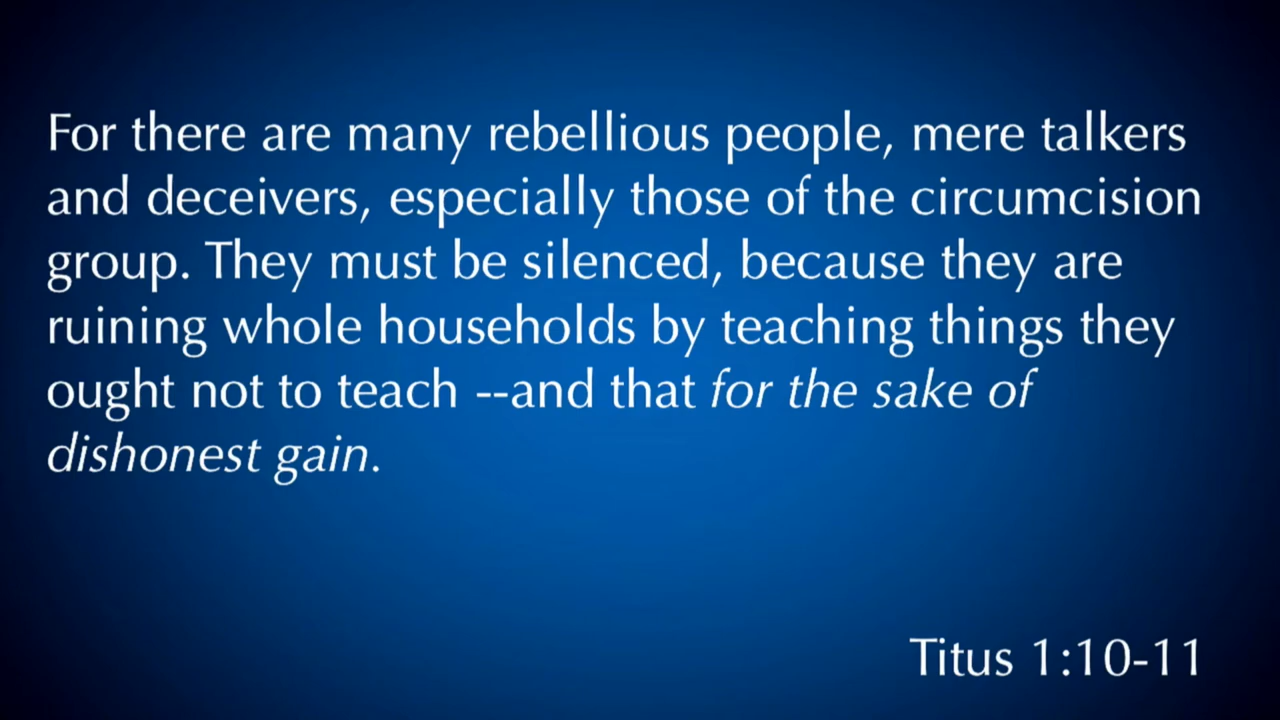 For there are many rebellious people, mere talkers
and deceivers, especially those of the circumcision
group. They must be silenced, because they are
ruining whole households by teaching things they
ought not to teach --and that for the sake of
dishonest gain.
Titus 1:10-11